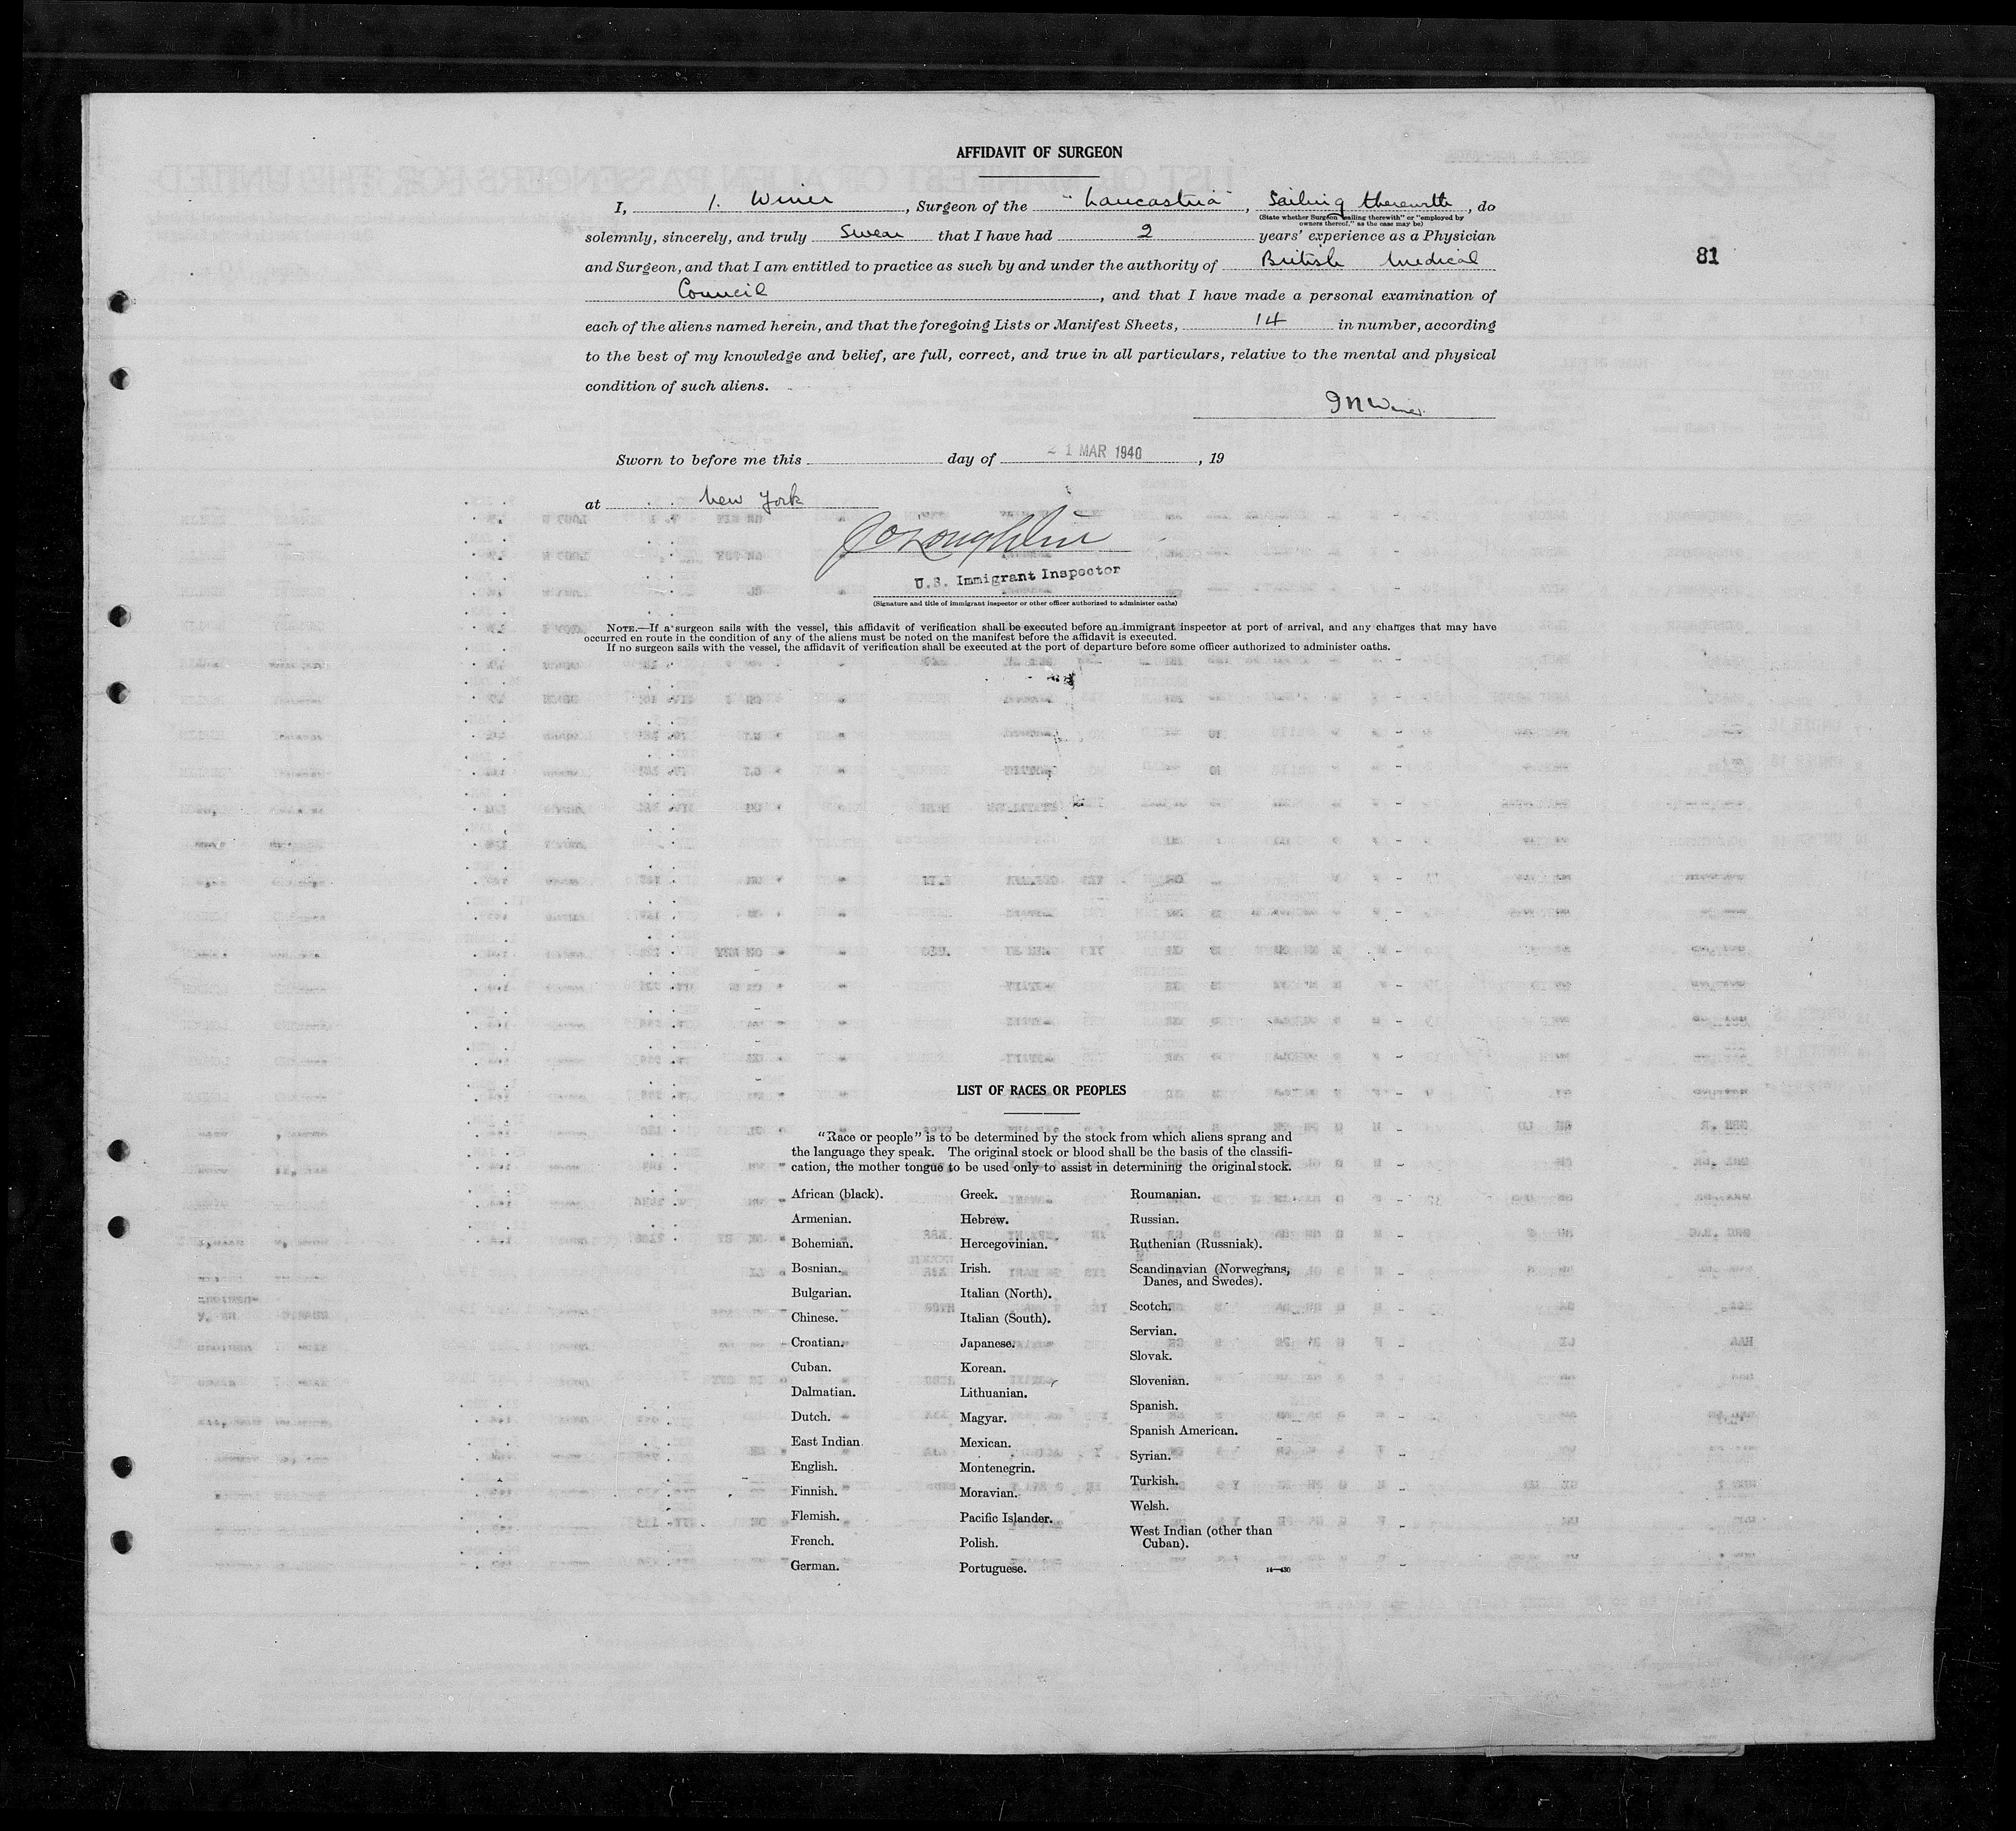 AFFIDAVIT OF SURGEON
I, I. Winer, Surgeon of the "Lancastria", Sailing therewith, do
(State whether Surgeon "sailing therewith" or "employed by
owners thereof," as the case may be)
solemnly, sincerely, and truly Swear that I have had 2 years' experience as a Physician
81
and Surgeon, and that I am entitled to practice as such by and under the authority of British Medical
Council, and that I have made a personal examination of
each of the aliens named herein, and that the foregoing Lists or Manifest Sheets, 14 in number, according
to the best of my knowledge and belief, are full, correct, and true in all particulars, relative to the mental and physical
condition of such aliens.
I N Winer
Sworn to before me this day of 21 MAR 1940, 19
at New York
U.S. Immigrant Inspector
(Signature and title of immigrant inspector or other officer authorized to administer oaths)
NOTE.—If a surgeon sails with the vessel, this affidavit of verification shall be executed before an immigrant inspector at port of arrival, and any changes that may have
occurred en route in the condition of any of the aliens must be noted on the manifest before the affidavit is executed.
If no surgeon sails with the vessel, the affidavit of verification shall be executed at the port of departure before some officer authorized to administer oaths.
LIST OF RACES OR PEOPLES
"Race or people" is to be determined by the stock from which aliens sprang and
the language they speak. The original stock or blood shall be the basis of the classifi-
cation, the mother tongue to be used only to assist in determining the original stock.
African (black).
Armenian.
Bohemian.
Bosnian.
Bulgarian.
Chinese.
Croatian.
Cuban.
Dalmatian.
Dutch.
East Indian.
English.
Finnish.
Flemish.
French.
German.
Greek.
Hebrew.
Hercegovinian.
Irish.
Italian (North).
Italian (South).
Japanese.
Korean.
Lithuanian.
Magyar.
Mexican.
Montenegrin.
Moravian.
Pacific Islander.
Polish.
Portuguese.
Roumanian.
Russian.
Ruthenian (Russniak).
Scandinavian (Norwegians,
Danes, and Swedes).
Scotch.
Servian.
Slovak.
Slovenian.
Spanish.
Spanish American.
Syrian.
Turkish.
Welsh.
West Indian (other than
Cuban).
14—430